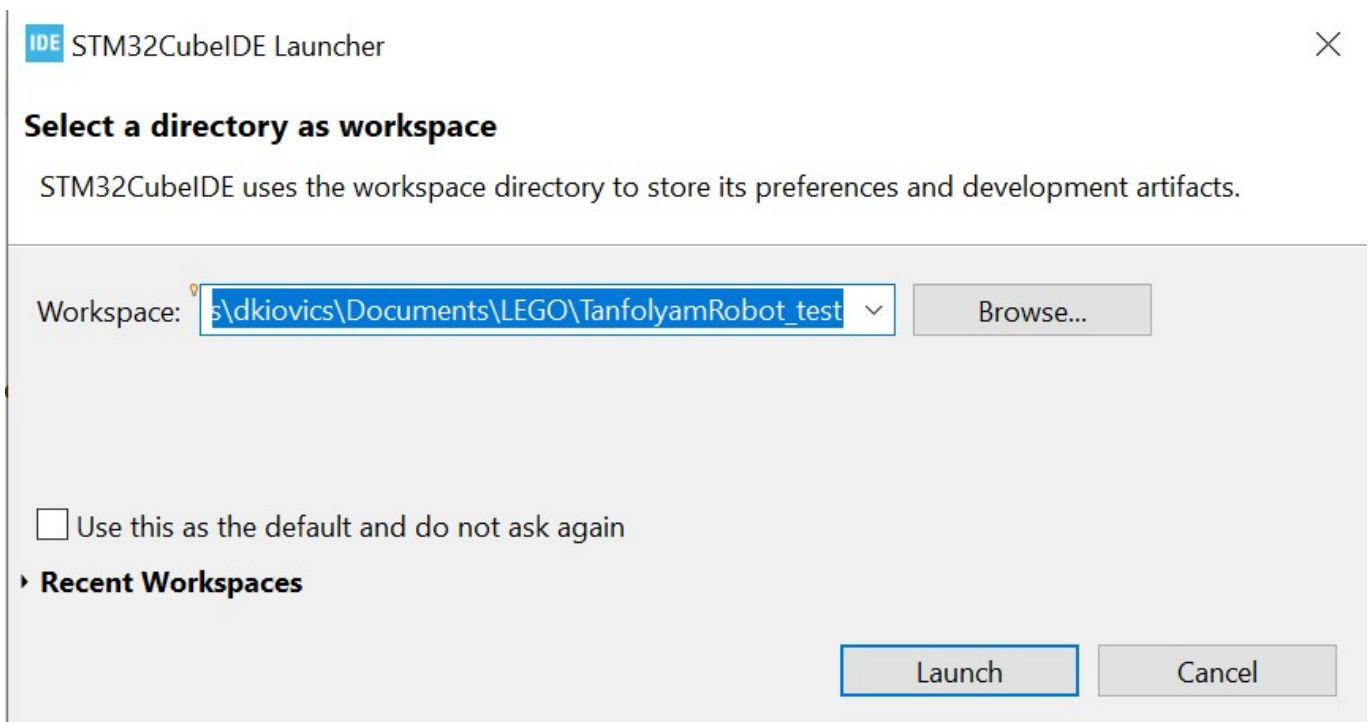 IDE STM32CubeIDE Launcher
Select a directory as workspace
STM32CubeIDE uses the workspace directory to store its preferences and development artifacts.
Workspace: s\dkiovics\Documents\LEGO\TanfolyamRobot_test Browse...
Use this as the default and do not ask again
Recent Workspaces
Launch Cancel